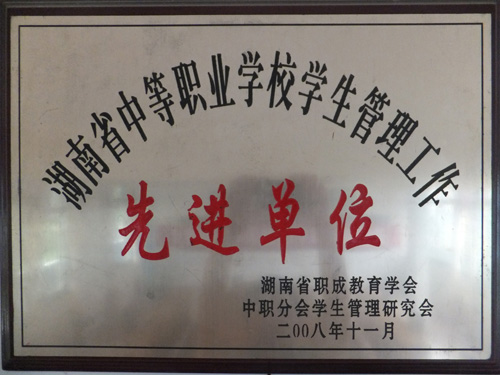 湖南省中等职业学校学生管理工作
先进单位
湖南省职成教育学会
中职分会学生管理研究会
二00八年十一月